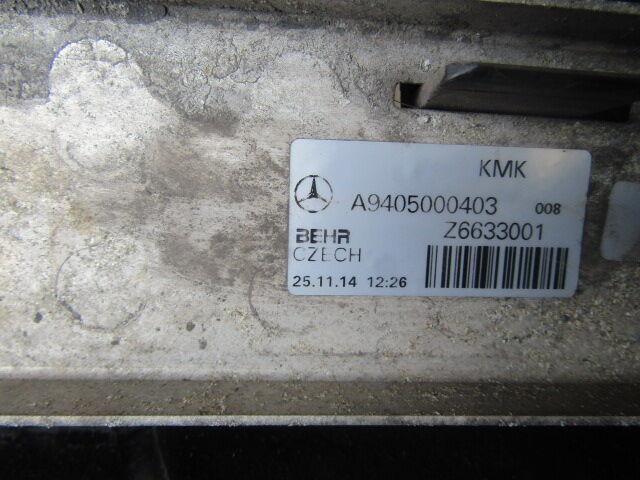 KMK
A9405000403 008
BEHR Z6633001
CZECH
25.11.14 12:26